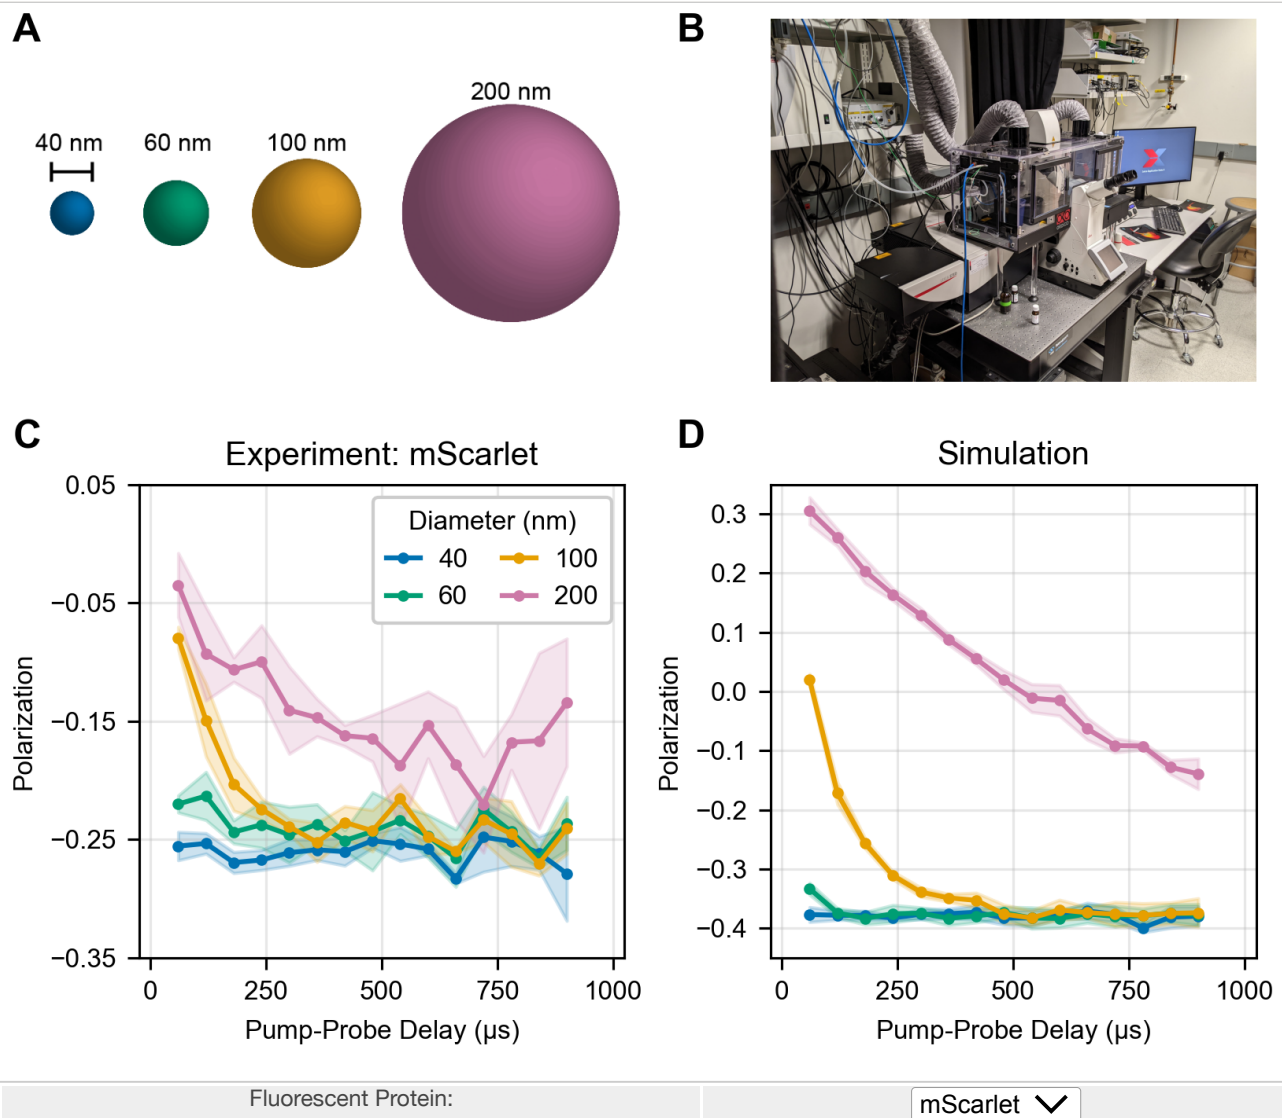 A
B
200 nm
40 nm
60 nm
100 nm
C
D
Experiment: mScarlet
Simulation
0.05
−0.05
−0.15
−0.25
−0.35
Polarization
Diameter (nm)
40
100
60
200
0
250
500
750
1000
Pump-Probe Delay (µs)
0.3
0.2
0.1
0.0
−0.1
−0.2
−0.3
−0.4
Polarization
0
250
500
750
1000
Pump-Probe Delay (µs)
Fluorescent Protein:
mScarlet